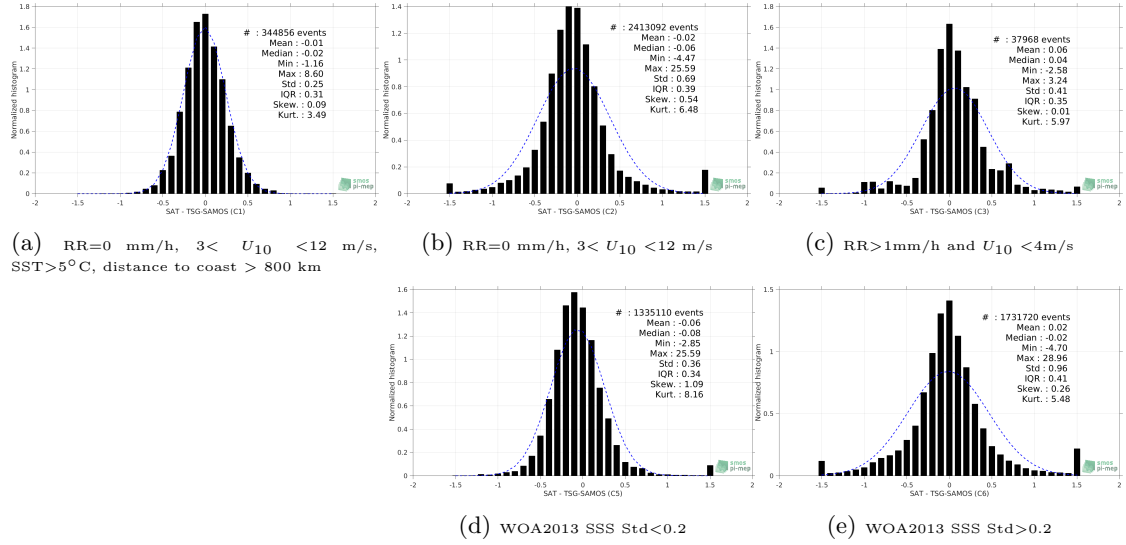 1.8
1.6
1.4
1.2
1
0.8
0.6
0.4
0.2
0
-2
-1.5
-1
-0.5
0
0.5
1
1.5
2
Normalized histogram
SAT - TSG-SAMOS (C1)
# : 344856 events
Mean : -0.01
Median : -0.02
Min : -1.16
Max : 8.60
Std : 0.25
IQR : 0.31
Skew. : 0.09
Kurt. : 3.49
smos
pi-mep
(a) RR=0 mm/h, 3< U10 <12 m/s,
SST>5°C, distance to coast > 800 km
1.4
1.2
1
0.8
0.6
0.4
0.2
0
-2
-1.5
-1
-0.5
0
0.5
1
1.5
2
Normalized histogram
SAT - TSG-SAMOS (C2)
# : 2413092 events
Mean : -0.02
Median : -0.06
Min : -4.47
Max : 25.59
Std : 0.69
IQR : 0.39
Skew. : 0.54
Kurt. : 6.48
smos
pi-mep
(b) RR=0 mm/h, 3< U10 <12 m/s
1.8
1.6
1.4
1.2
1
0.8
0.6
0.4
0.2
0
-2
-1.5
-1
-0.5
0
0.5
1
1.5
2
Normalized histogram
SAT - TSG-SAMOS (C3)
# : 37968 events
Mean : 0.06
Median : 0.04
Min : -2.58
Max : 3.24
Std : 0.41
IQR : 0.35
Skew. : 0.01
Kurt. : 5.97
smos
pi-mep
(c) RR>1mm/h and U10 <4m/s
1.6
1.4
1.2
1
0.8
0.6
0.4
0.2
0
-2
-1.5
-1
-0.5
0
0.5
1
1.5
2
Normalized histogram
SAT - TSG-SAMOS (C5)
# : 1335110 events
Mean : -0.06
Median : -0.08
Min : -2.85
Max : 25.59
Std : 0.36
IQR : 0.34
Skew. : 1.09
Kurt. : 8.16
smos
pi-mep
(d) WOA2013 SSS Std<0.2
1.5
1
0.5
0
-2
-1.5
-1
-0.5
0
0.5
1
1.5
2
Normalized histogram
SAT - TSG-SAMOS (C6)
# : 1731720 events
Mean : 0.02
Median : -0.02
Min : -4.70
Max : 28.96
Std : 0.96
IQR : 0.41
Skew. : 0.26
Kurt. : 5.48
smos
pi-mep
(e) WOA2013 SSS Std>0.2